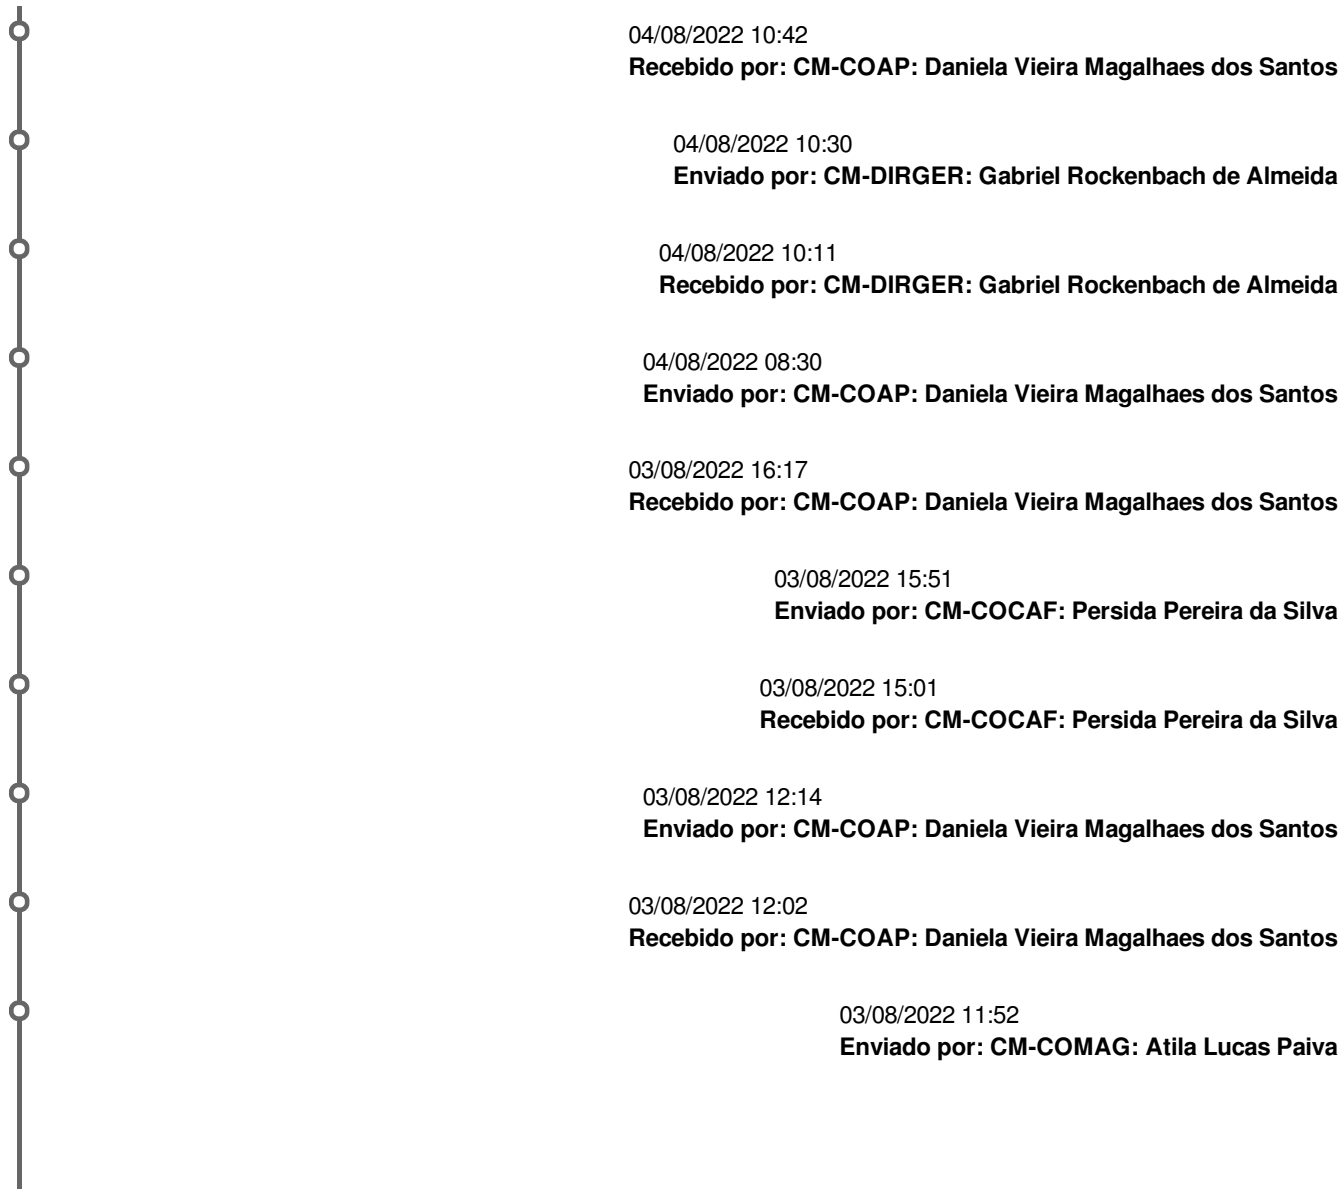 04/08/2022 10:42
Recebido por: CM-COAP: Daniela Vieira Magalhaes dos Santos
04/08/2022 10:30
Enviado por: CM-DIRGER: Gabriel Rockenbach de Almeida
04/08/2022 10:11
Recebido por: CM-DIRGER: Gabriel Rockenbach de Almeida
04/08/2022 08:30
Enviado por: CM-COAP: Daniela Vieira Magalhaes dos Santos
03/08/2022 16:17
Recebido por: CM-COAP: Daniela Vieira Magalhaes dos Santos
03/08/2022 15:51
Enviado por: CM-COCAF: Persida Pereira da Silva
03/08/2022 15:01
Recebido por: CM-COCAF: Persida Pereira da Silva
03/08/2022 12:14
Enviado por: CM-COAP: Daniela Vieira Magalhaes dos Santos
03/08/2022 12:02
Recebido por: CM-COAP: Daniela Vieira Magalhaes dos Santos
03/08/2022 11:52
Enviado por: CM-COMAG: Atila Lucas Paiva